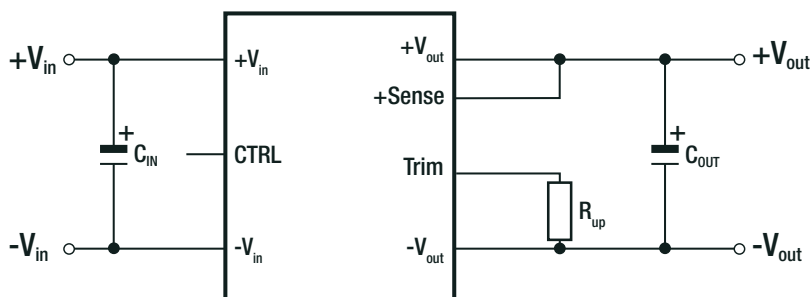 +Vin
+Vin
+Vout
+Vout
+Sense
+
CIN
CTRL
Trim
+
COUT
Rup
-Vin
-Vin
-Vout
-Vout